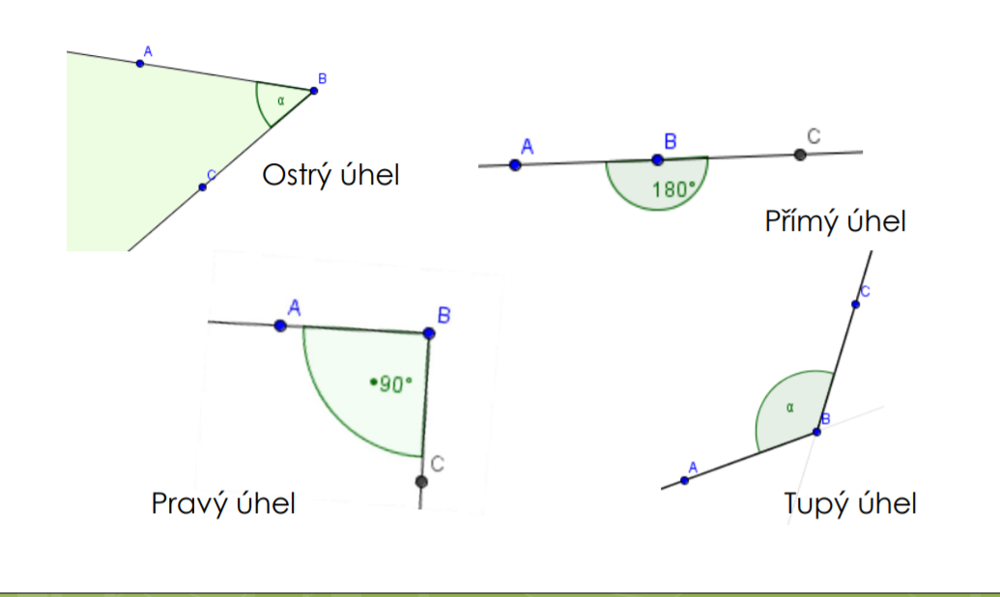 A
B
α
C
Ostrý úhel
A
B
C
180°
Přímý úhel
A
B
90°
C
Pravý úhel
C
α
B
A
Tupý úhel